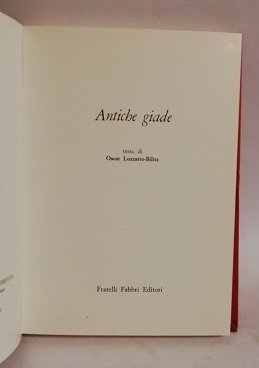 Antiche giade
testo di
Oscar Luzzatto-Bilitz
Fratelli Fabbri Editori